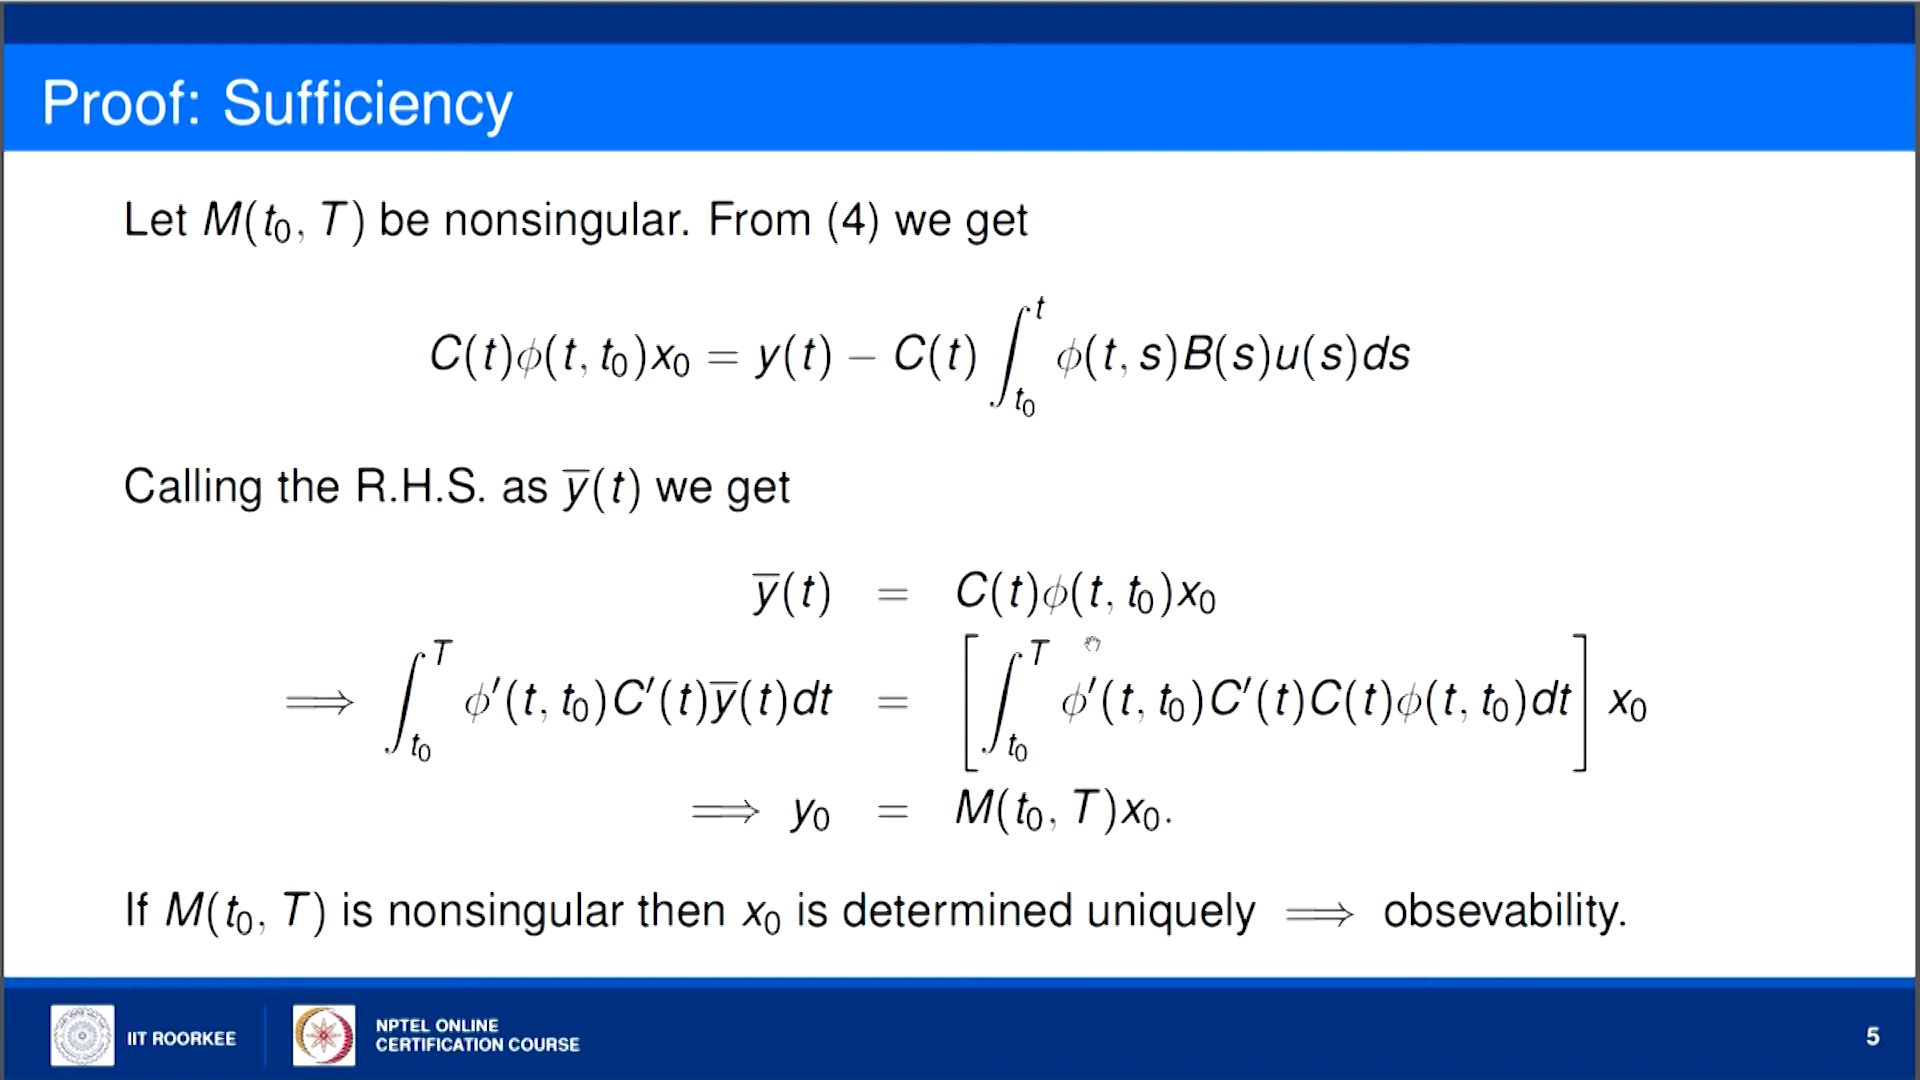 Proof: Sufficiency
Let M(t₀, T) be nonsingular. From (4) we get
C(t)ϕ(t, t₀)x₀ = y(t) − C(t) ∫_{t₀}^{t} ϕ(t, s)B(s)u(s)ds
Calling the R.H.S. as y̅(t) we get
y̅(t) = C(t)ϕ(t, t₀)x₀
⟹ ∫_{t₀}^{T} ϕ′(t, t₀)C′(t)y̅(t)dt = [∫_{t₀}^{T} ϕ′(t, t₀)C′(t)C(t)ϕ(t, t₀)dt] x₀
⟹ y₀ = M(t₀, T)x₀.
If M(t₀, T) is nonsingular then x₀ is determined uniquely ⟹ obsevability.
IIT ROORKEE
NPTEL ONLINE
CERTIFICATION COURSE
5